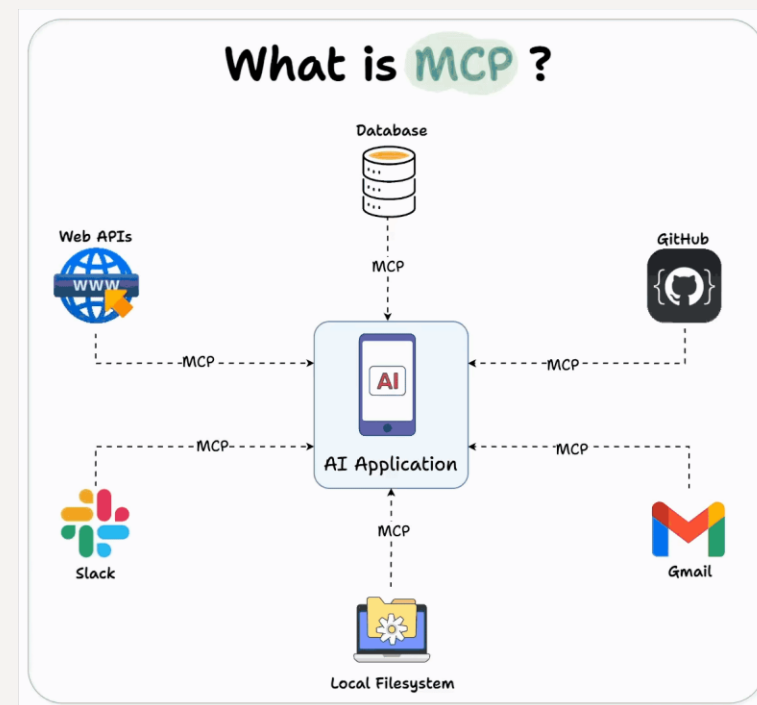 What is MCP ?
Database
Web APIs
WWW
GitHub
MCP
MCP
MCP
AI
AI Application
MCP
MCP
MCP
Slack
Gmail
Local Filesystem